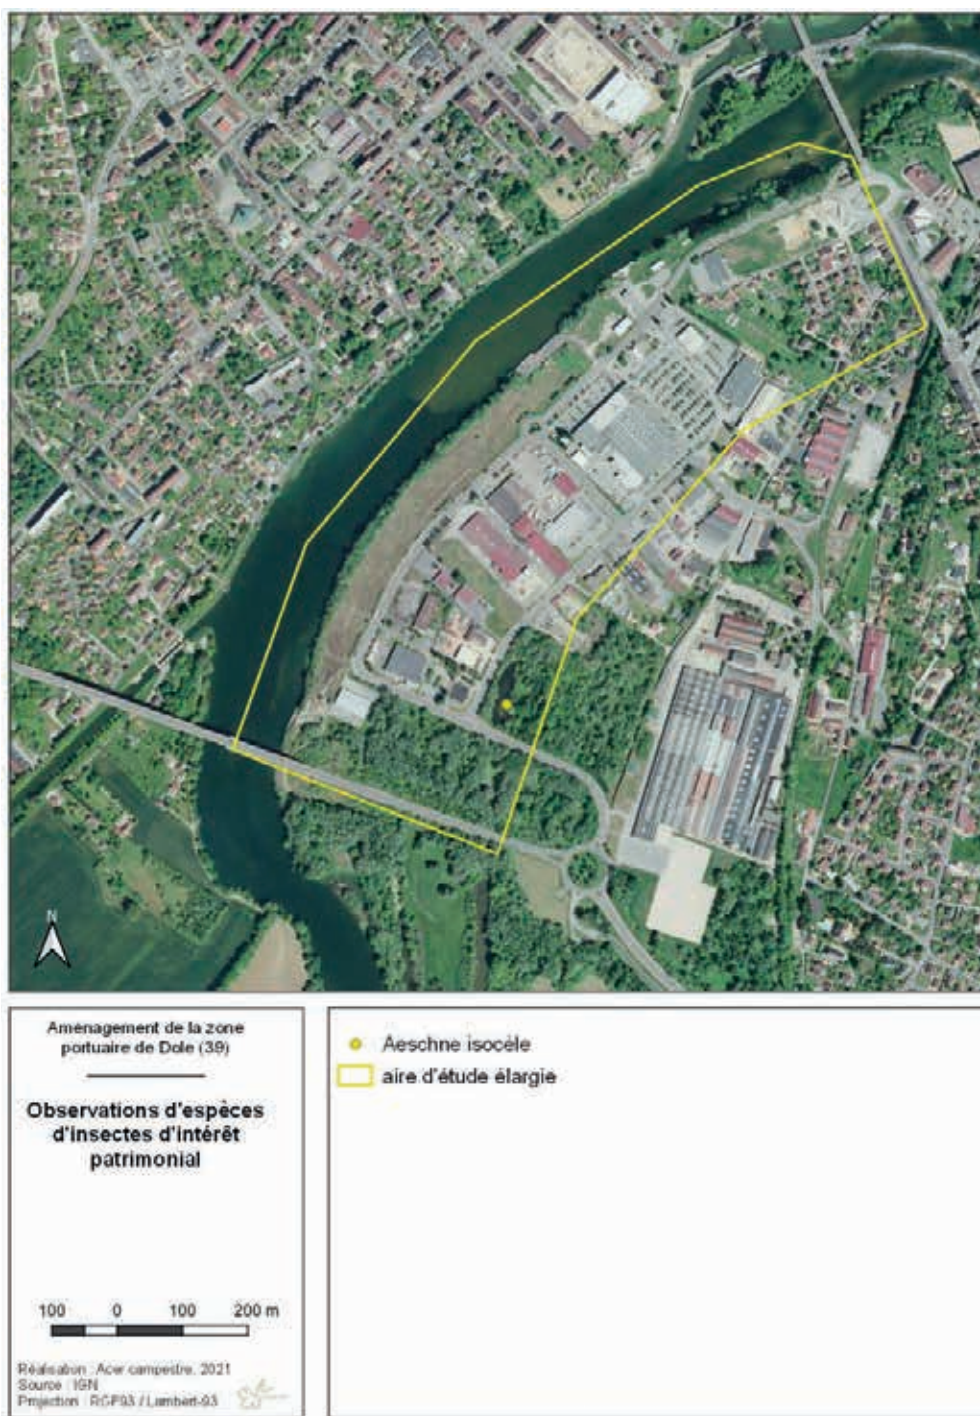 N
Aménagement de la zone
portuaire de Dole (39)
Observations d'espèces
d'insectes d'intérêt
patrimonial
100 0 100 200 m
Réalisation : Acer campestre, 2021
Source : IGN
Projection : RGF93 / Lambert-93
Aeschne isocèle
aire d'étude élargie